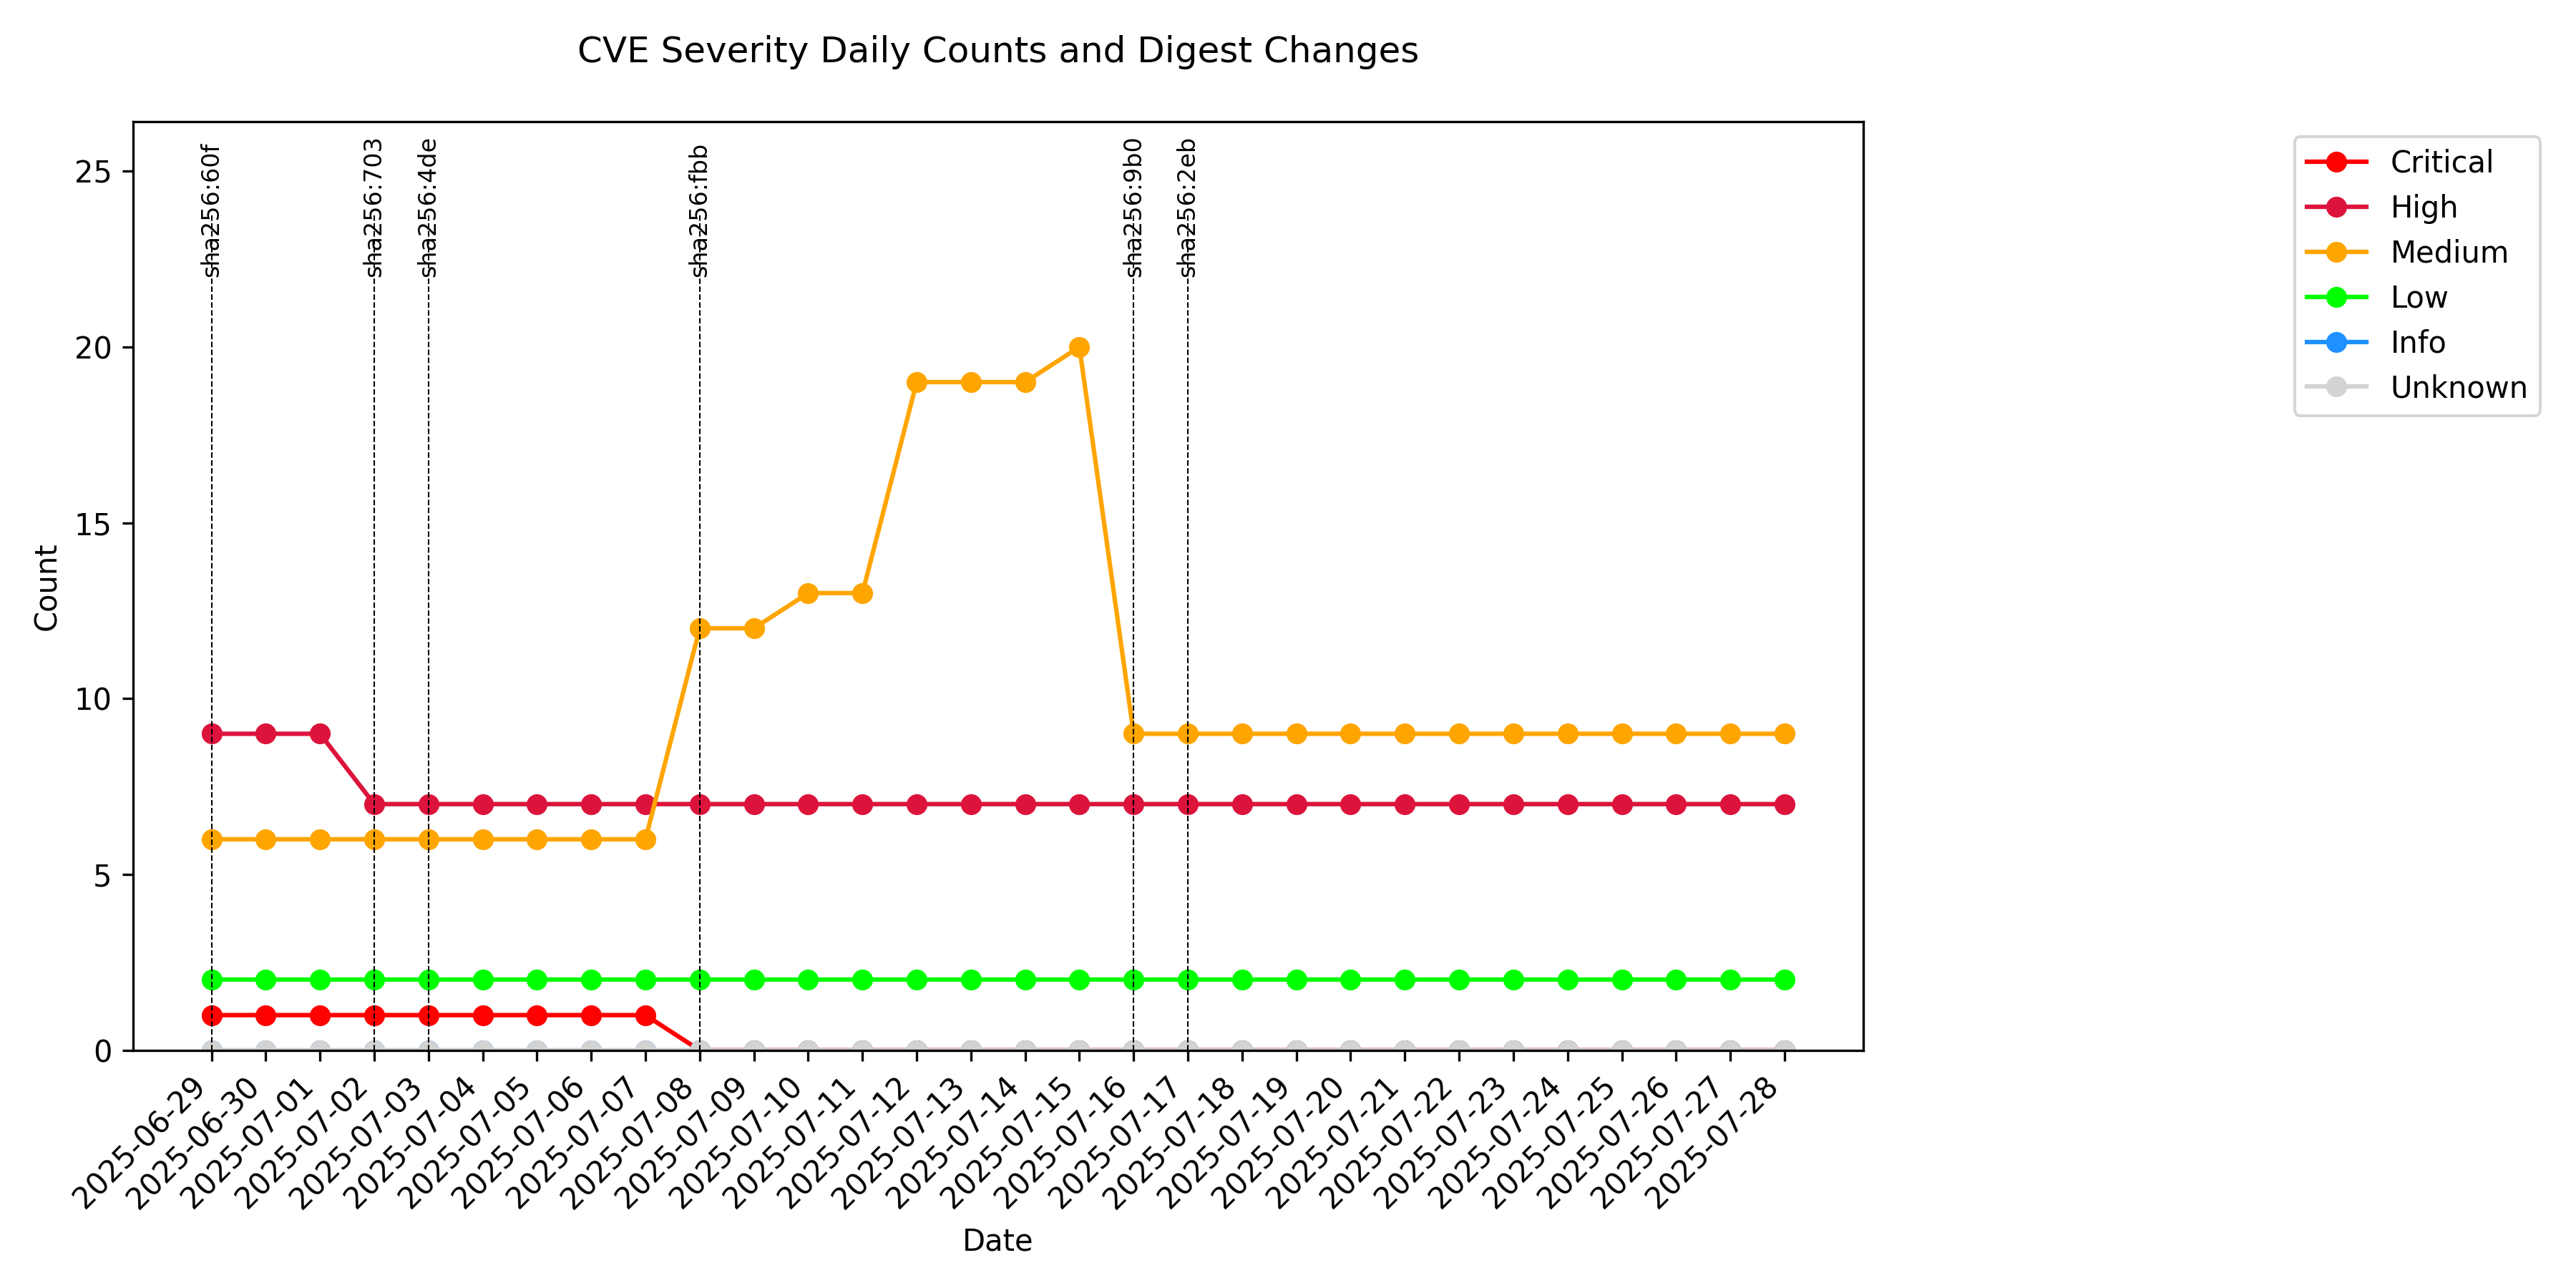 CVE Severity Daily Counts and Digest Changes
sha256:60f
sha256:703
sha256:4de
sha256:fbb
sha256:9b0
sha256:2eb
25
20
15
10
5
0
Count
Critical
High
Medium
Low
Info
Unknown
2025-06-29
2025-06-30
2025-07-01
2025-07-02
2025-07-03
2025-07-04
2025-07-05
2025-07-06
2025-07-07
2025-07-08
2025-07-09
2025-07-10
2025-07-11
2025-07-12
2025-07-13
2025-07-14
2025-07-15
2025-07-16
2025-07-17
2025-07-18
2025-07-19
2025-07-20
2025-07-21
2025-07-22
2025-07-23
2025-07-24
2025-07-25
2025-07-26
2025-07-27
2025-07-28
Date